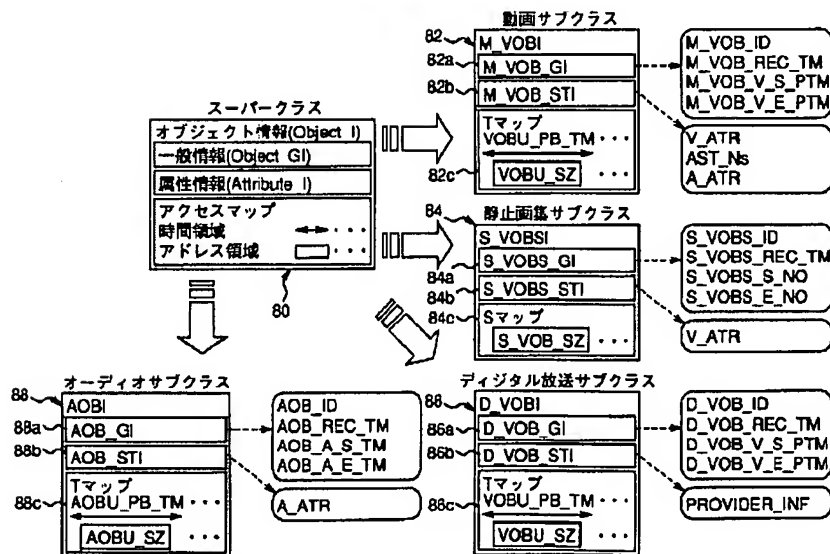 スーパークラス
オブジェクト情報(Object_I)
一般情報(Object_GI)
属性情報(Attribute_I)
アクセスマップ
時間領域 ・・・
アドレス領域 ・・・
80
動画サブクラス
82
M_VOBI
82a
M_VOB_GI
82b
M_VOB_STI
Tマップ
VOBU_PB_TM ・・・
VOBU_SZ ・・・
82c
M_VOB_ID
M_VOB_REC_TM
M_VOB_V_S_PTM
M_VOB_V_E_PTM
V_ATR
AST_Ns
A_ATR
静止画集サブクラス
84
S_VOBSI
S_VOBS_GI
84a
S_VOBS_STI
84b
84c
Sマップ
S_VOB_SZ ・・・
S_VOBS_ID
S_VOBS_REC_TM
S_VOBS_S_NO
S_VOBS_E_NO
V_ATR
オーディオサブクラス
88
AOBI
88a
AOB_GI
88b
AOB_STI
Tマップ
88c
AOBU_PB_TM ・・・
AOBU_SZ ・・・
AOB_ID
AOB_REC_TM
AOB_A_S_TM
AOB_A_E_TM
A_ATR
ディジタル放送サブクラス
88
D_VOBI
86a
D_VOB_GI
86b
D_VOB_STI
Tマップ
VOBU_PB_TM ・・・
86c
VOBU_SZ ・・・
D_VOB_ID
D_VOB_REC_TM
D_VOB_V_S_PTM
D_VOB_V_E_PTM
PROVIDER_INF